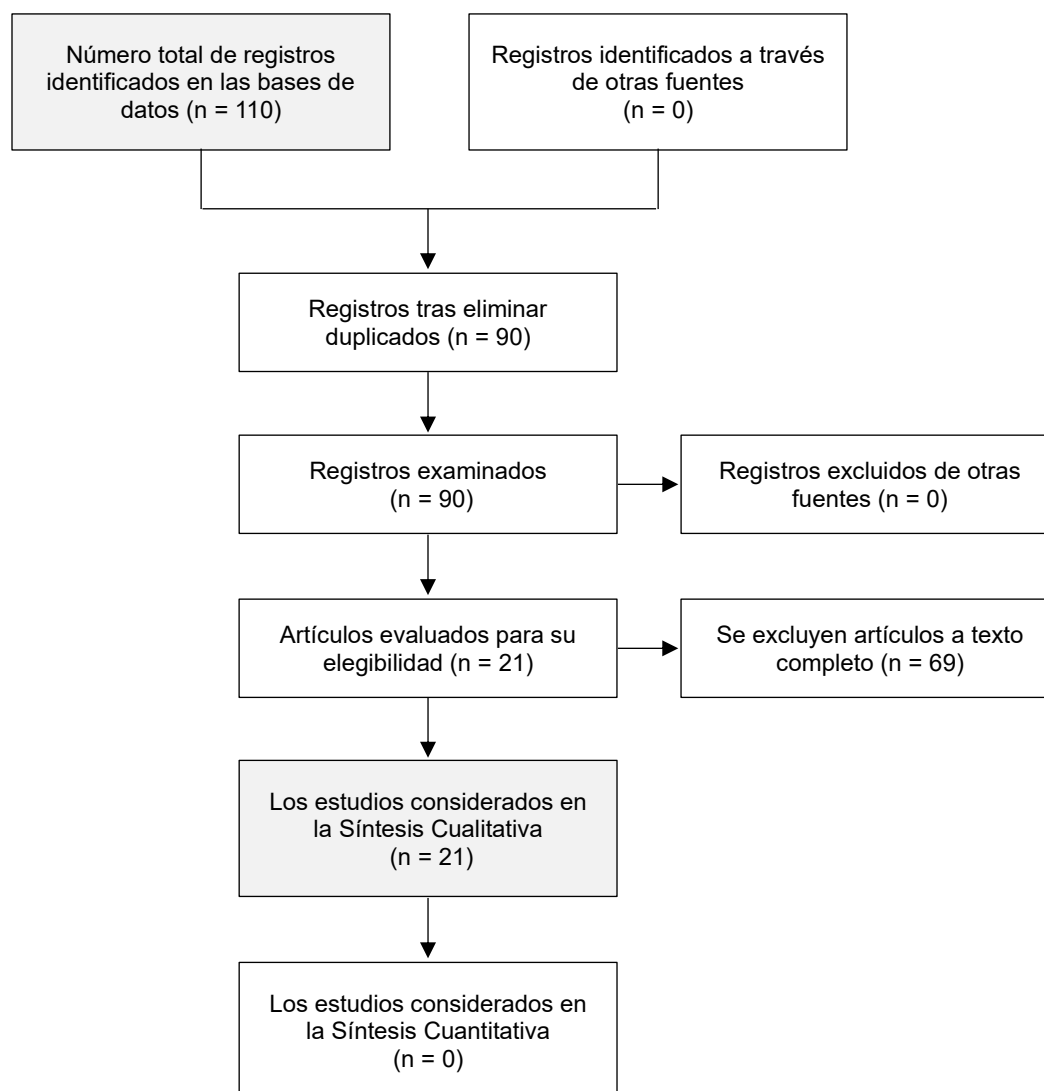 Número total de registros
identificados en las bases de
datos (n = 110)
Registros identificados a través
de otras fuentes
(n = 0)
Registros tras eliminar
duplicados (n = 90)
Registros examinados
(n = 90)
Registros excluidos de otras
fuentes (n = 0)
Artículos evaluados para su
elegibilidad (n = 21)
Se excluyen artículos a texto
completo (n = 69)
Los estudios considerados en
la Síntesis Cualitativa
(n = 21)
Los estudios considerados en
la Síntesis Cuantitativa
(n = 0)